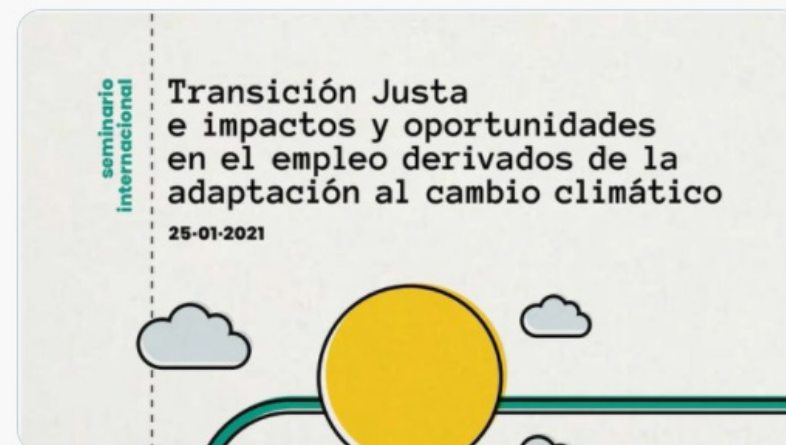 seminario
internacional
Transición Justa
e impactos y oportunidades
en el empleo derivados de la
adaptación al cambio climático
25-01-2021